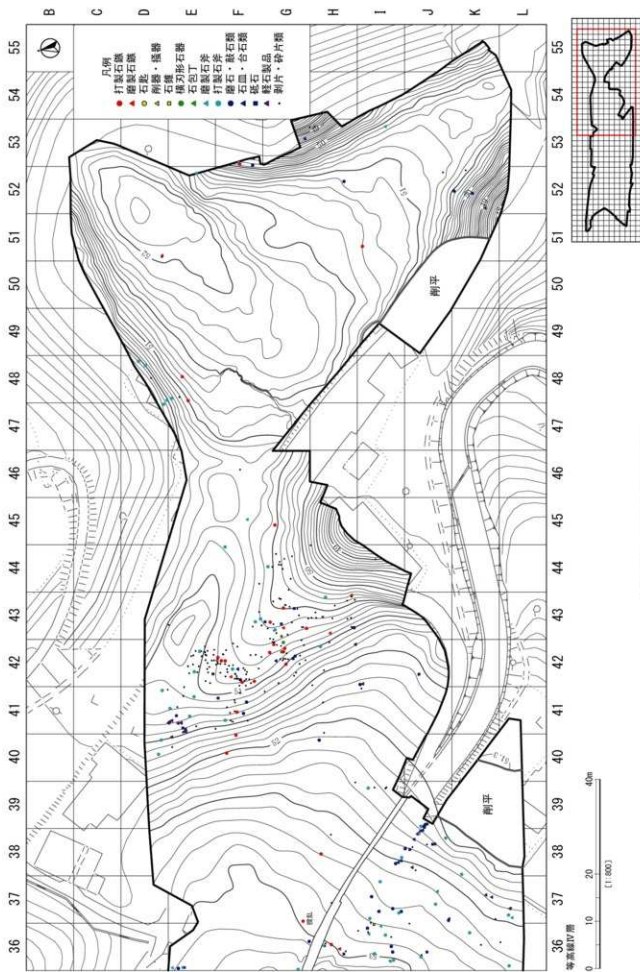 36 37 38 39 40 41 42 43 44 45 46 47 48 49 50 51 52 53 54 55
B
C
D
E
F
G
H
I
J
K
L
凡例
打製石鏃
磨製石鏃
石匙
削器・掻器
石錘
横刃形石器
石包丁
磨製石斧
打製石斧
磨石・敲石類
石皿・台石類
砥石
軽石製品
剥片・砕片類
削平
削平
等高線Ⅳ層
0 10 20 40m
[1:800]